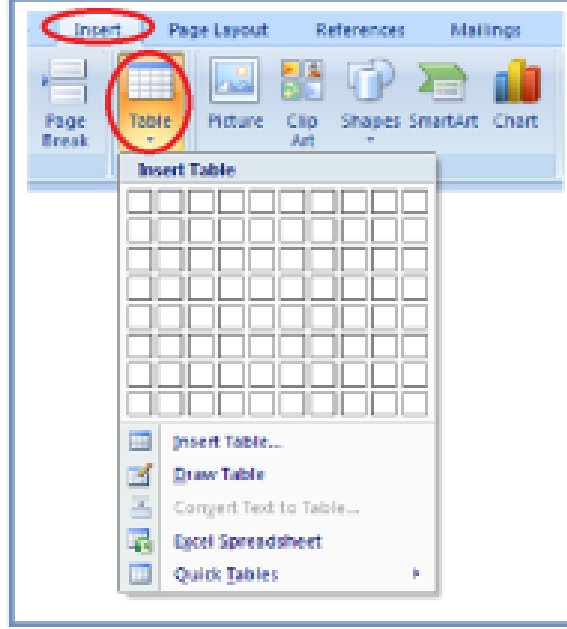 Insert Page Layout References Mailings
Page Break Table Picture Clip Art Shapes SmartArt Chart
Insert Table
Insert Table...
Draw Table
Convert Text to Table...
Excel Spreadsheet
Quick Tables